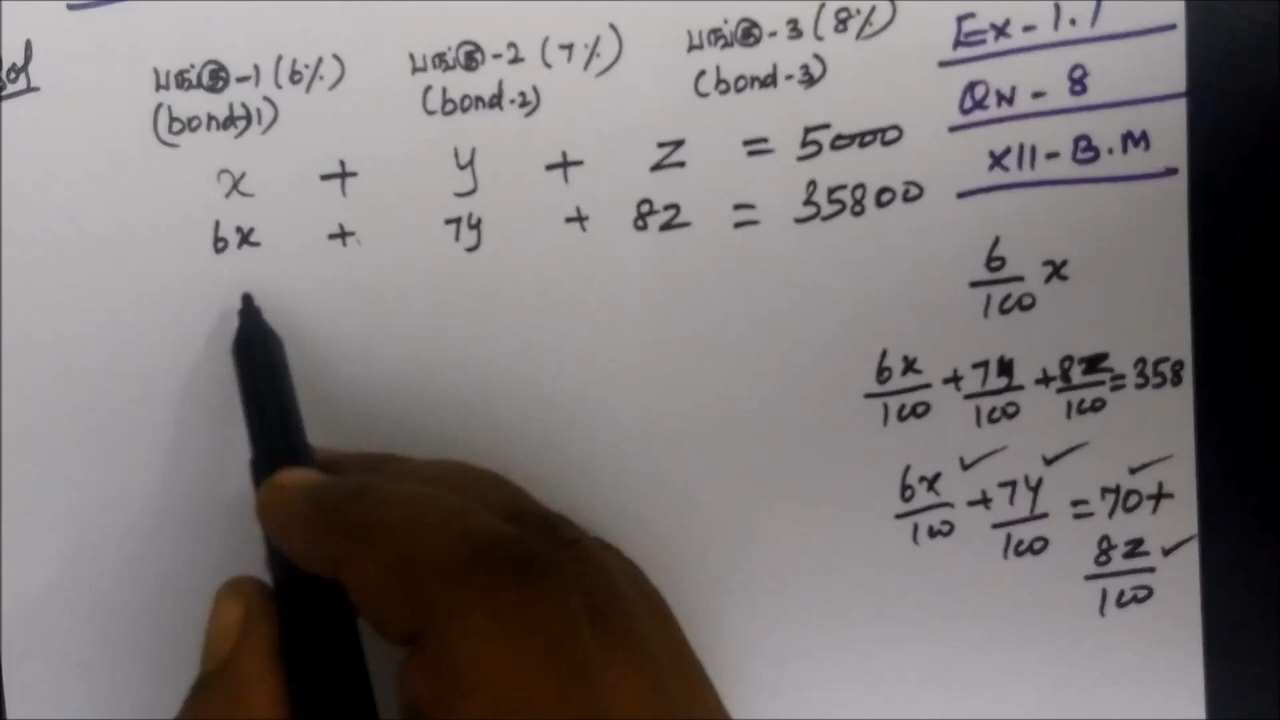 Sol
பங்கு-1 (6%) பங்கு-2 (7%) பங்கு-3 (8%)
(bond-1) (bond-2) (bond-3)
x + y + z = 5000
6x + 7y + 8z = 35800
Ex-1.1
QN - 8
XII-B.M
6/100 x
6x/100 + 7y/100 + 8z/100 = 358
6x/100 + 7y/100 = 70 + 8z/100